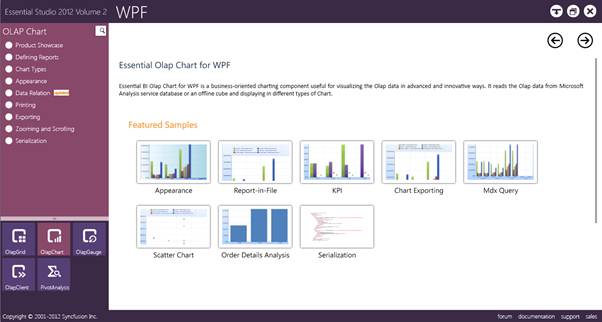 Essential Studio 2012 Volume 2
WPF
OLAP Chart
Product Showcase
Defining Reports
Chart Types
Appearance
Data Relation
Printing
Exporting
Zooming and Scrolling
Serialization
OlapGrid
OlapChart
OlapGauge
OlapClient
PivotAnalysis
Essential Olap Chart for WPF
Essential BI Olap Chart for WPF is a business-oriented charting component useful for visualizing the Olap data in advanced and innovative ways. It reads the Olap data from Microsoft
Analysis service database or an offline cube and displaying in different types of Chart.
Featured Samples
Appearance
Report-in-File
KPI
Chart Exporting
Mdx Query
Scatter Chart
Order Details Analysis
Serialization
Copyright © 2001-2012 Syncfusion Inc.
forum documentation support sales